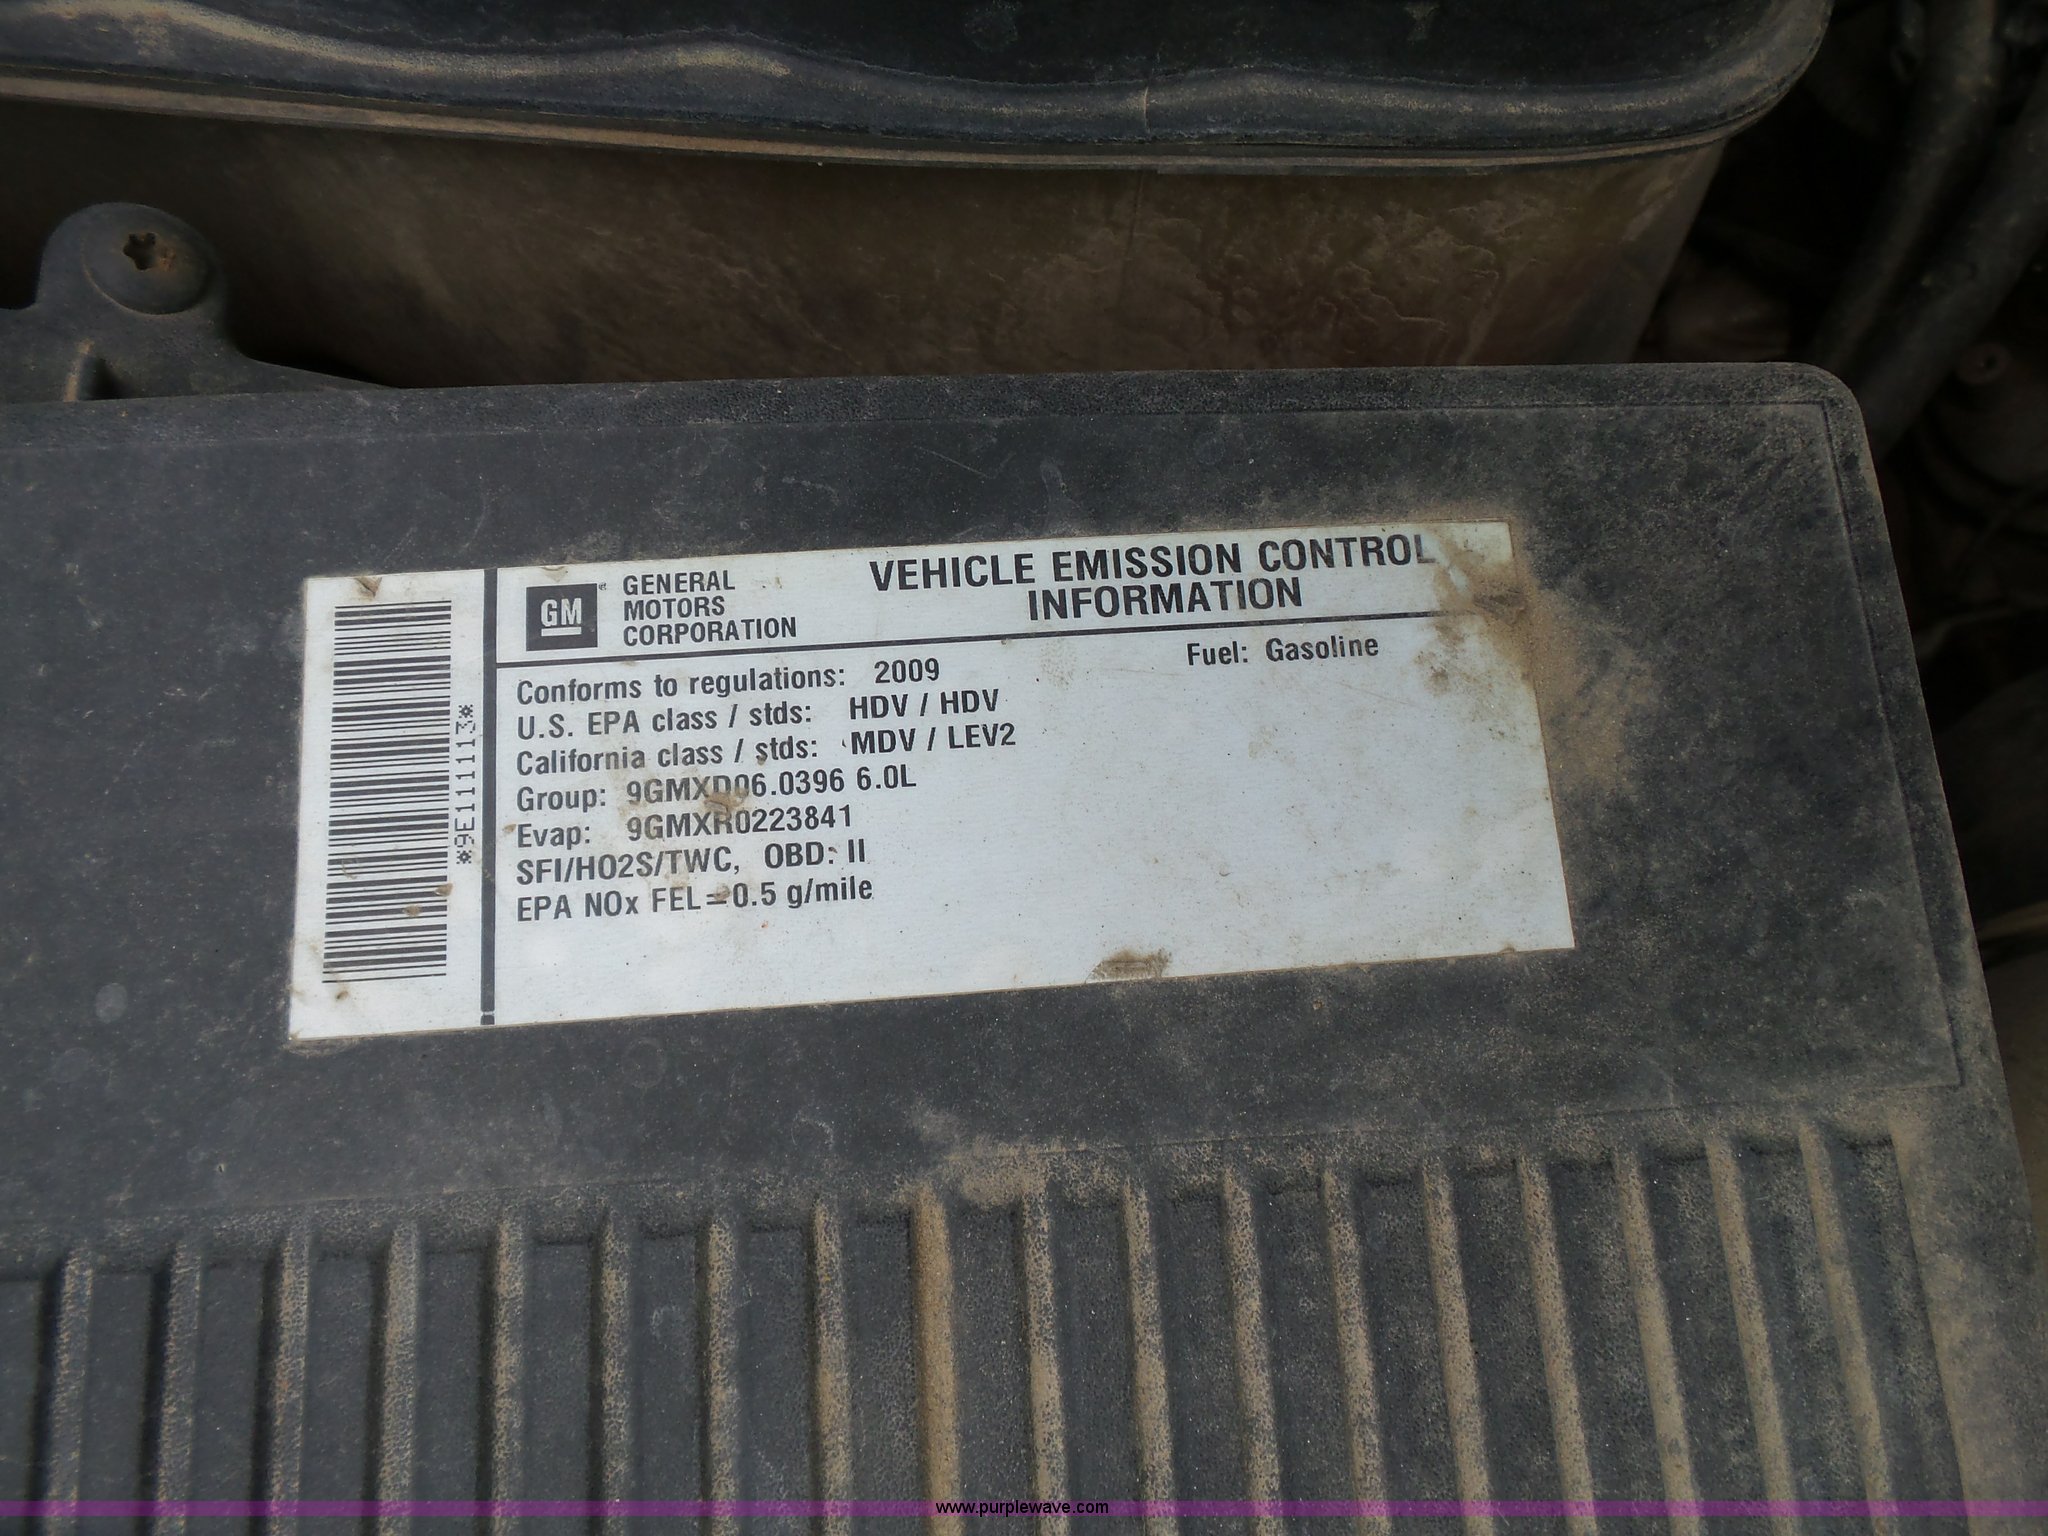 GM
GENERAL
MOTORS
CORPORATION
VEHICLE EMISSION CONTROL
INFORMATION
Conforms to regulations: 2009
Fuel: Gasoline
U.S. EPA class / stds: HDV / HDV
California class / stds: MDV / LEV2
Group: 9GMXD06.0396 6.0L
Evap: 9GMXR0223841
SFI/HO2S/TWC, OBD: II
EPA NOx FEL=0.5 g/mile
*9E111113*
www.purplewave.com